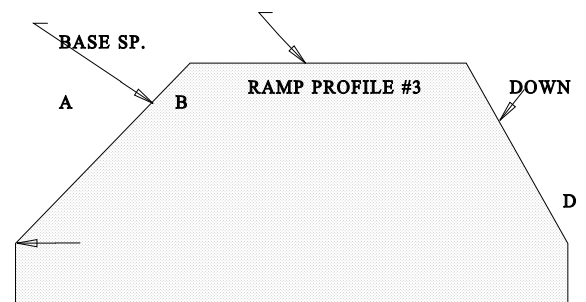 BASE SP.
RAMP PROFILE #3
DOWN
A
B
D